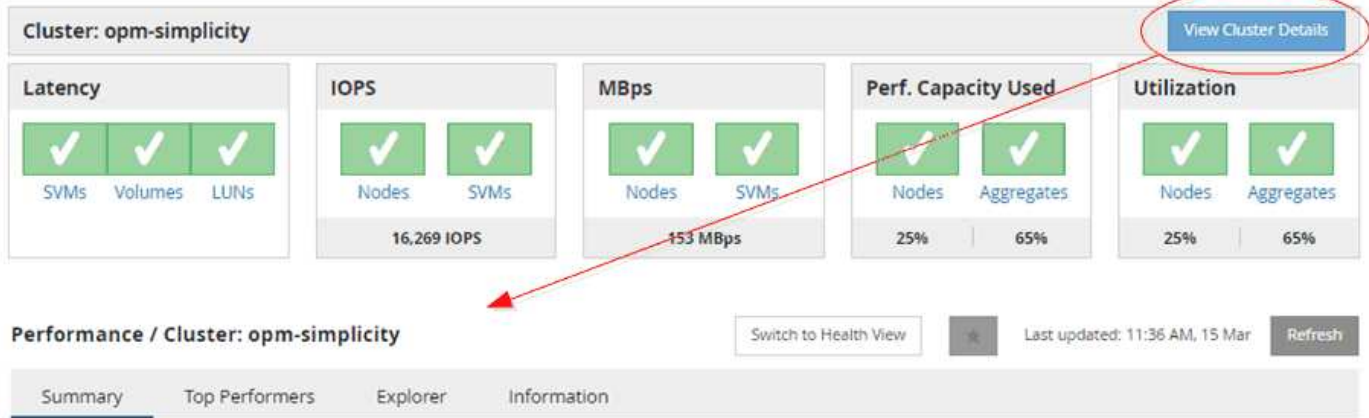 Cluster: opm-simplicity View Cluster Details
Latency IOPS MBps Perf. Capacity Used Utilization
SVMs Volumes LUNs Nodes SVMs Nodes SVMs Nodes Aggregates Nodes Aggregates
16,269 IOPS 153 MBps 25% 65% 25% 65%
Performance / Cluster: opm-simplicity Switch to Health View Last updated: 11:36 AM, 15 Mar Refresh
Summary Top Performers Explorer Information